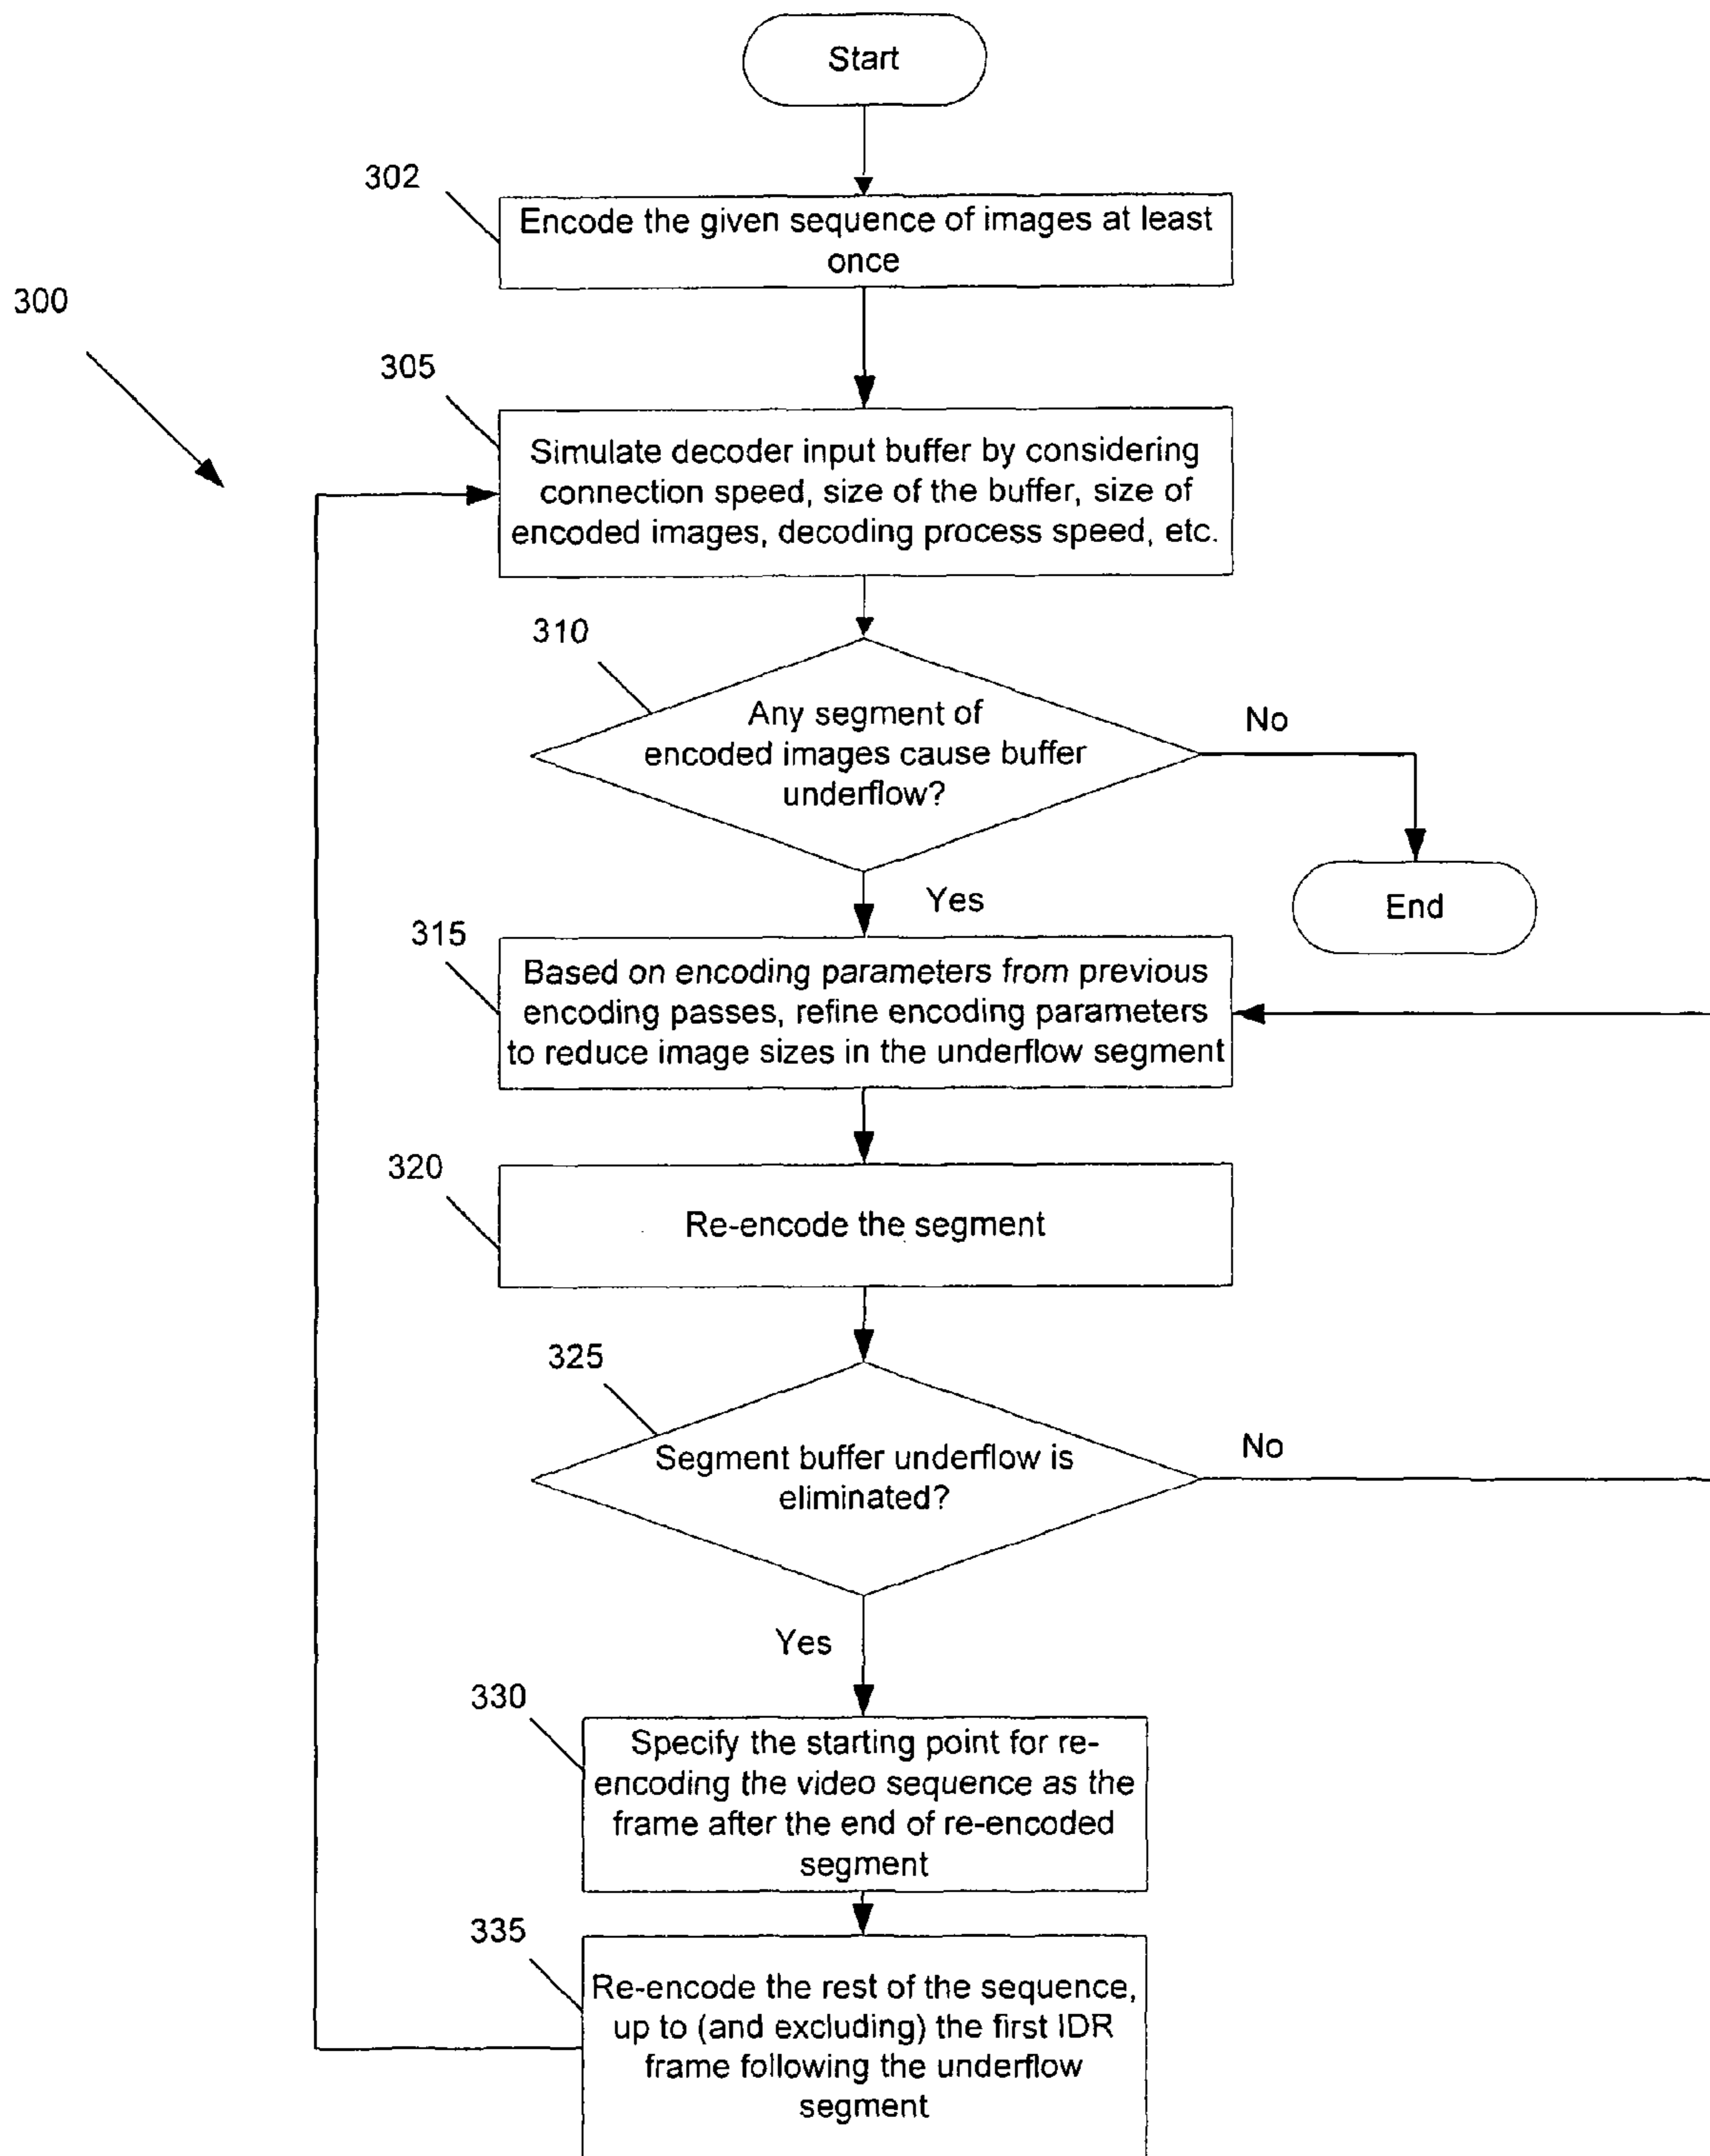 Start
302
Encode the given sequence of images at least
once
300
305
Simulate decoder input buffer by considering
connection speed, size of the buffer, size of
encoded images, decoding process speed, etc.
310
Any segment of
encoded images cause buffer
underflow?
No
End
Yes
315
Based on encoding parameters from previous
encoding passes, refine encoding parameters
to reduce image sizes in the underflow segment
320
Re-encode the segment
325
Segment buffer underflow is
eliminated?
No
Yes
330
Specify the starting point for re-
encoding the video sequence as the
frame after the end of re-encoded
segment
335
Re-encode the rest of the sequence,
up to (and excluding) the first IDR
frame following the underflow
segment